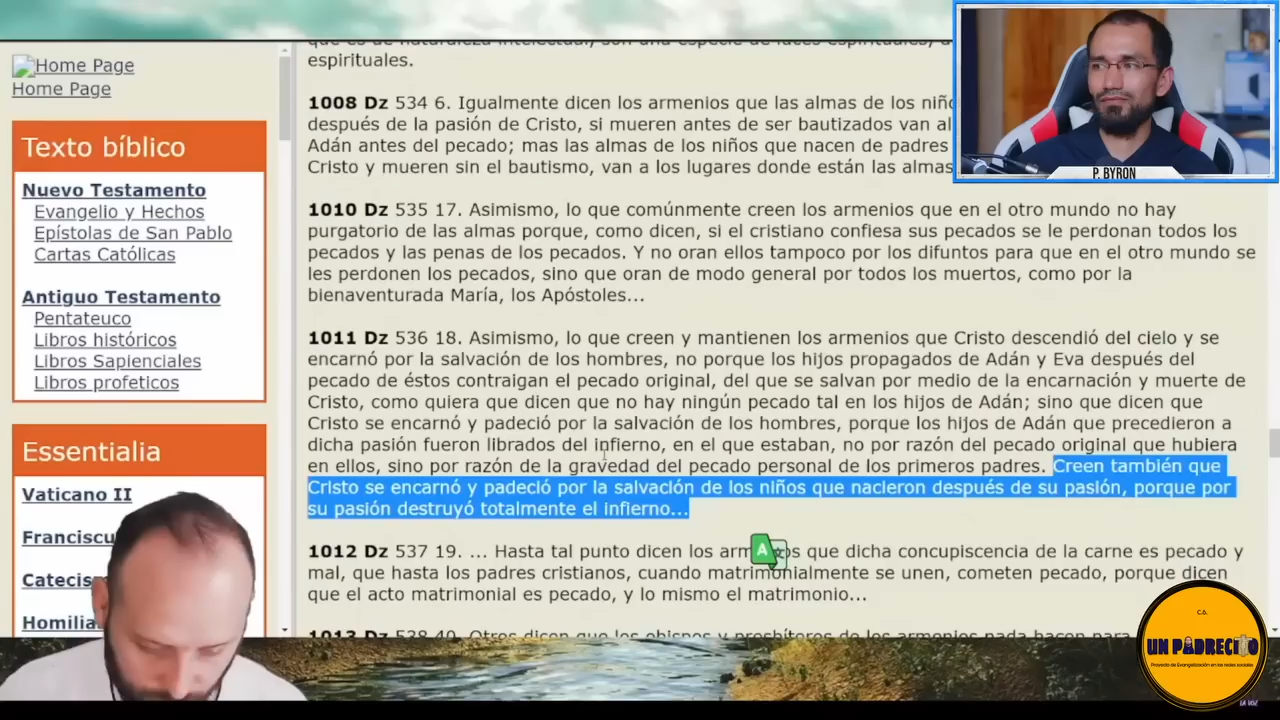 Home Page
Home Page
Texto bíblico
Nuevo Testamento
Evangelio y Hechos
Epístolas de San Pablo
Cartas Católicas
Antiguo Testamento
Pentateuco
Libros históricos
Libros Sapienciales
Libros profeticos
Essentialia
Vaticano II
Francisc
Catecis
Homilia
espirituales.
1008 Dz 534 6. Igualmente dicen los armenios que las almas de los niño
después de la pasión de Cristo, si mueren antes de ser bautizados van al
Adán antes del pecado; mas las almas de los niños que nacen de padres
Cristo y mueren sin el bautismo, van a los lugares donde están las almas
1010 Dz 535 17. Asimismo, lo que comúnmente creen los armenios que en el otro mundo no hay
purgatorio de las almas porque, como dicen, si el cristiano confiesa sus pecados se le perdonan todos los
pecados y las penas de los pecados. Y no oran ellos tampoco por los difuntos para que en el otro mundo se
les perdonen los pecados, sino que oran de modo general por todos los muertos, como por la
bienaventurada María, los Apóstoles...
1011 Dz 536 18. Asimismo, lo que creen y mantienen los armenios que Cristo descendió del cielo y se
encarnó por la salvación de los hombres, no porque los hijos propagados de Adán y Eva después del
pecado de éstos contraigan el pecado original, del que se salvan por medio de la encarnación y muerte de
Cristo, como quiera que dicen que no hay ningún pecado tal en los hijos de Adán; sino que dicen que
Cristo se encarnó y padeció por la salvación de los hombres, porque los hijos de Adán que precedieron a
dicha pasión fueron librados del infierno, en el que estaban, no por razón del pecado original que hubiera
en ellos, sino por razón de la gravedad del pecado personal de los primeros padres. Creen también que
Cristo se encarnó y padeció por la salvación de los niños que nacieron después de su pasión, porque por
su pasión destruyó totalmente el infierno...
1012 Dz 537 19. ... Hasta tal punto dicen los que dicha concupiscencia de la carne es pecado y
mal, que hasta los padres cristianos, cuando matrimonialmente se unen, cometen pecado, porque dicen
que el acto matrimonial es pecado, y lo mismo el matrimonio...
P. BYRON
A
C.G.
UN PADRECITO
Proyecto de Evangelización en las redes sociales
LA VOZ